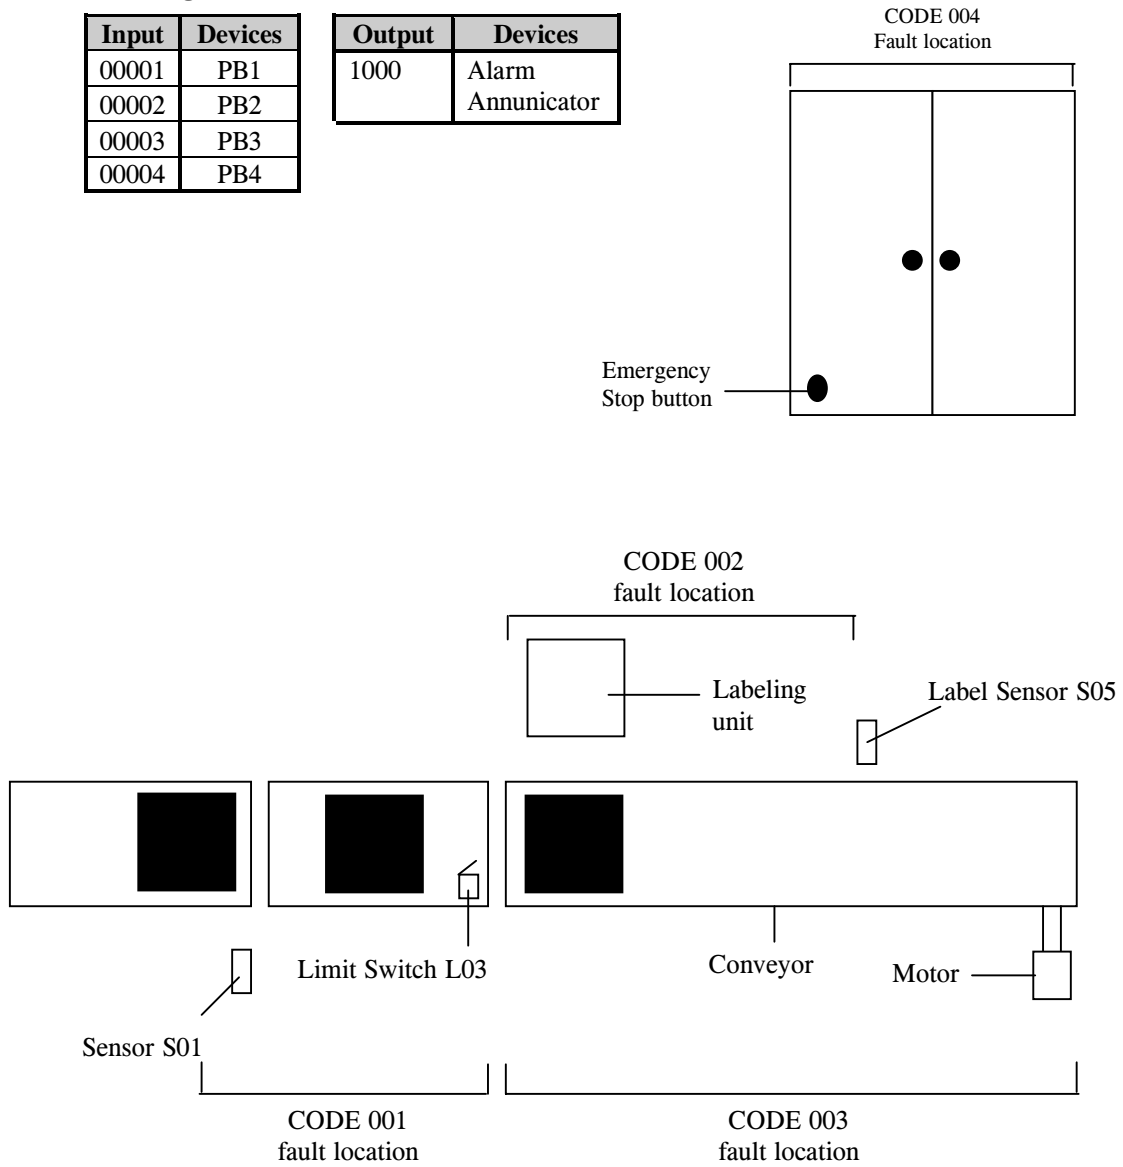 Input Devices
00001 PB1
00002 PB2
00003 PB3
00004 PB4
Output Devices
1000 Alarm
Annunicator
CODE 004
Fault location
Emergency
Stop button
CODE 002
fault location
Labeling
unit
Label Sensor S05
Limit Switch L03
Conveyor
Motor
Sensor S01
CODE 001
fault location
CODE 003
fault location